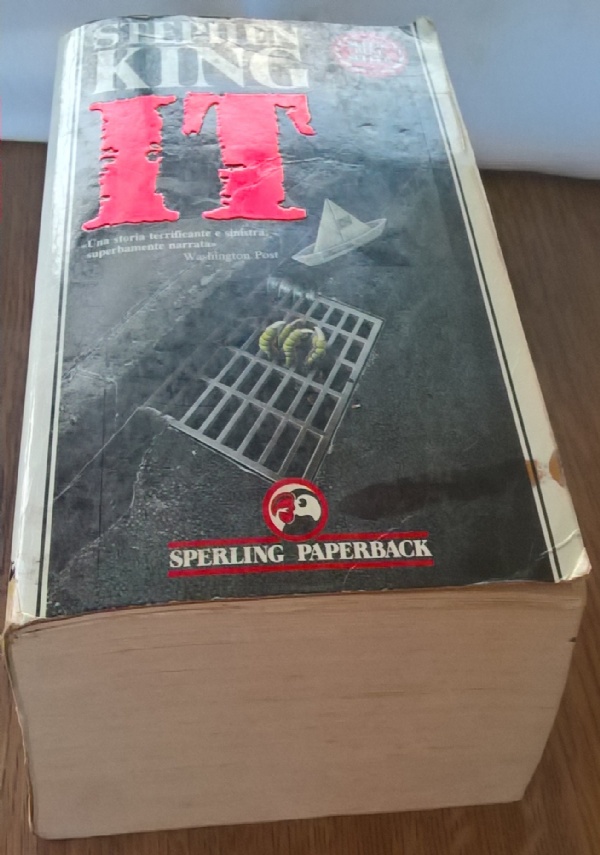 STEPHEN
KING
IT
«Una storia terrificante e sinistra,
superbamente narrata»
Washington Post
SPERLING PAPERBACK